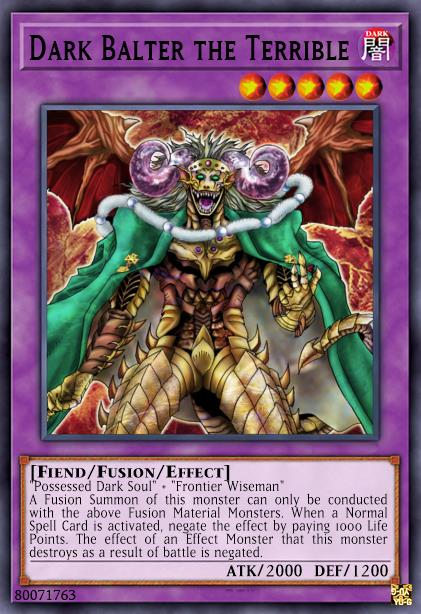 DARK BALTER THE TERRIBLE
DARK
闇
[FIEND/FUSION/EFFECT]
"Possessed Dark Soul" + "Frontier Wiseman"
A Fusion Summon of this monster can only be conducted
with the above Fusion Material Monsters. When a Normal
Spell Card is activated, negate the effect by paying 1000 Life
Points. The effect of an Effect Monster that this monster
destroys as a result of battle is negated.
ATK/2000 DEF/1200
80071763